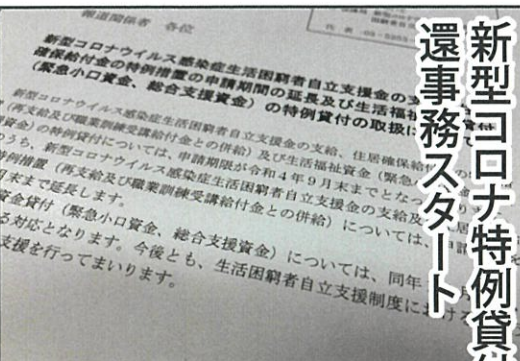 新型コロナ特例貸付
還事務スタート
報道関係者 各位
新型コロナウイルス感染症生活困窮者自立支援金の支
確保給付金の特例措置の申請期間の延長及び生活福祉
(緊急小口資金、総合支援資金)の特例貸付の取扱に
新型コロナウイルス感染症生活困窮者自立支援金の支給、住居確保給付
(再支給及び職業訓練受講給付金との併給)及び生活福祉資金(緊急
資金)の特例貸付については、申請期限が令和4年9月末までとなっ
のうち、新型コロナウイルス感染症生活困窮者自立支援金の支給及
特例措置(再支給及び職業訓練受講給付金との併給)については、
月末まで延長します。
資金貸付(緊急小口資金、総合支援資金)については、同年
る対応となります。今後とも、生活困窮者自立支援制度における
支援を行ってまいります。